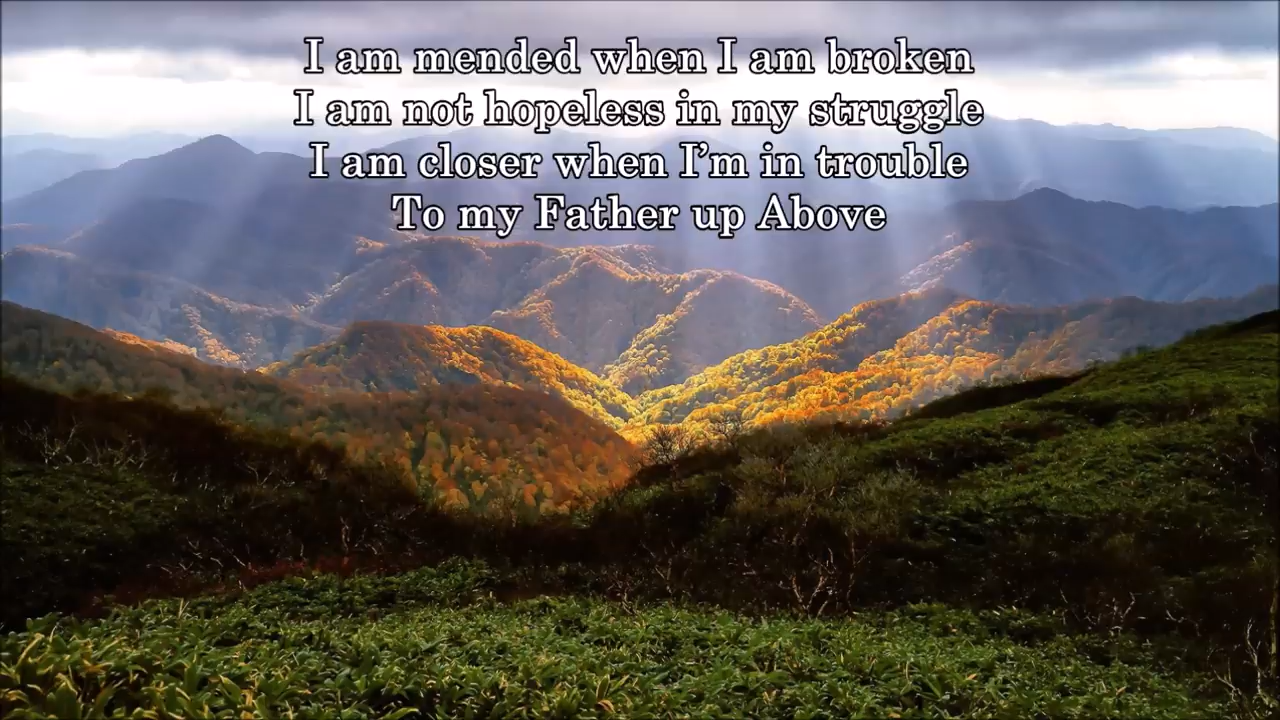 I am mended when I am broken
I am not hopeless in my struggle
I am closer when I’m in trouble
To my Father up Above